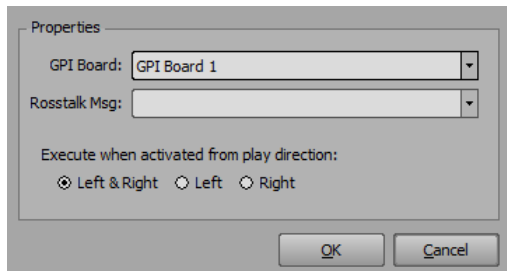 Properties
GPI Board: GPI Board 1
Rosstalk Msg:
Execute when activated from play direction:
Left & Right Left Right
OK Cancel